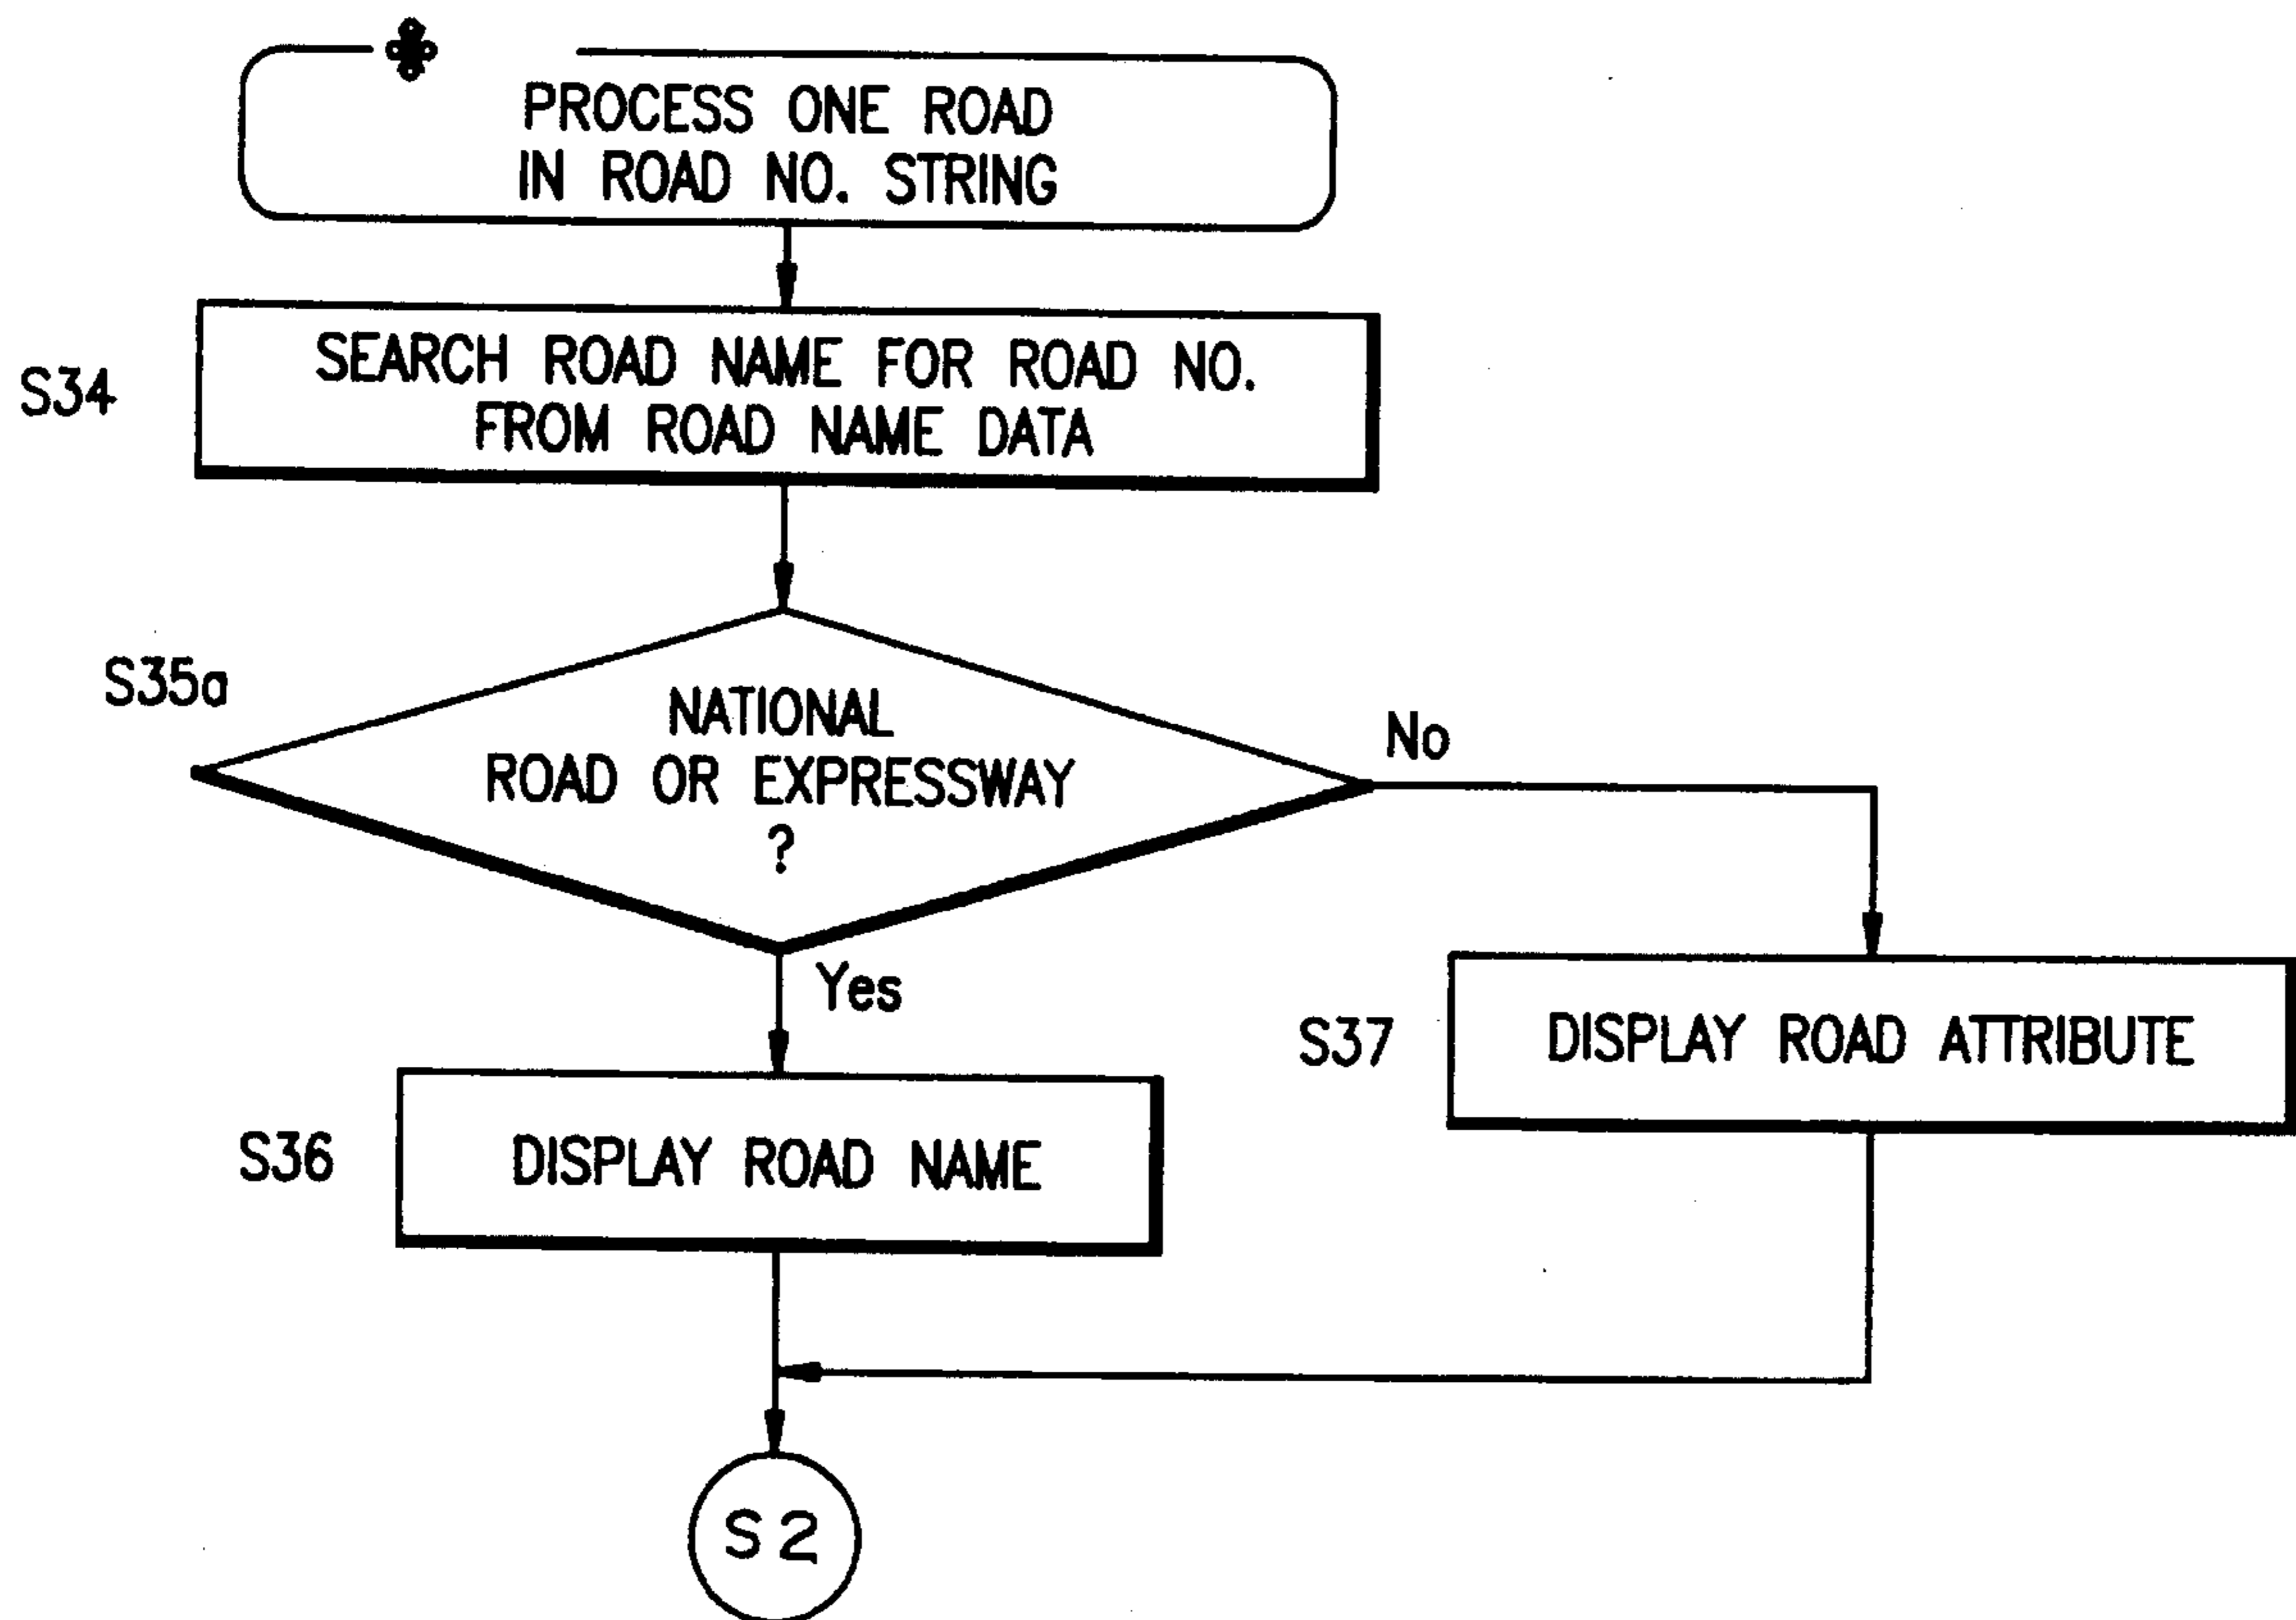 PROCESS ONE ROAD
IN ROAD NO. STRING
S34
SEARCH ROAD NAME FOR ROAD NO.
FROM ROAD NAME DATA
S35a
NATIONAL
ROAD OR EXPRESSWAY
?
No
Yes
S37
DISPLAY ROAD ATTRIBUTE
S36
DISPLAY ROAD NAME
S2